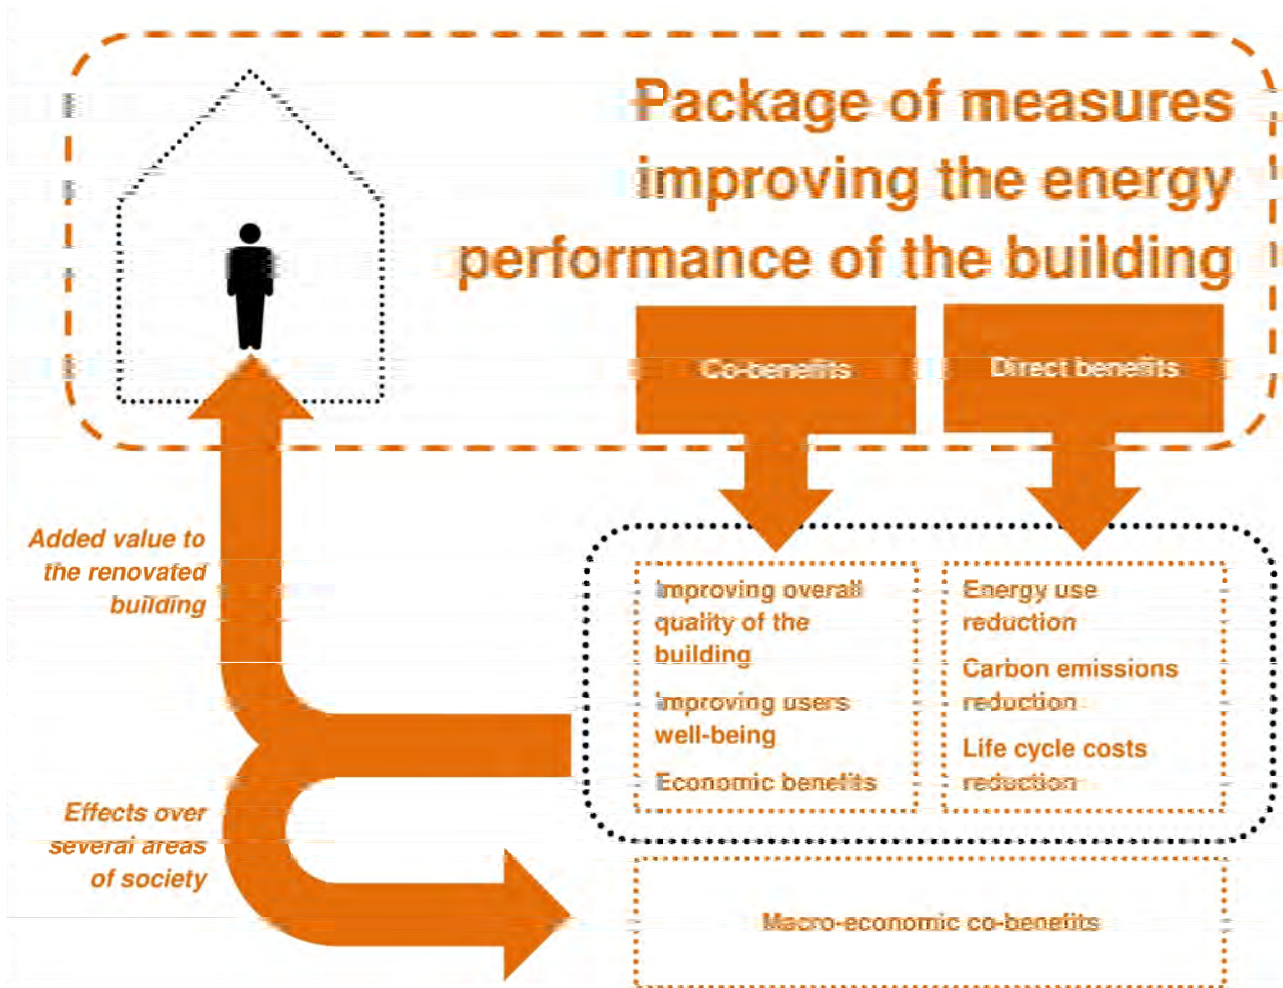 Package of measures
improving the energy
performance of the building
Co-benefits
Direct benefits
Added value to
the renovated
building
Improving overall
quality of the
building
Improving users
well-being
Economic benefits
Energy use
reduction
Carbon emissions
reduction
Life cycle costs
reduction
Effects over
several areas
of society
Macro-economic co-benefits